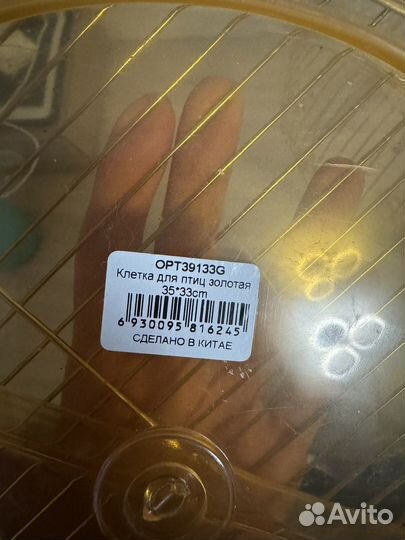 OPT39133G
Клетка для птиц золотая
35*33cm
6 930095 816245
СДЕЛАНО В КИТАЕ
Avito